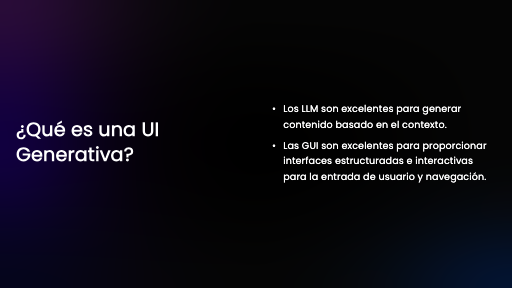 ¿Qué es una UI
Generativa?
• Los LLM son excelentes para generar
contenido basado en el contexto.
• Las GUI son excelentes para proporcionar
interfaces estructuradas e interactivas
para la entrada de usuario y navegación.